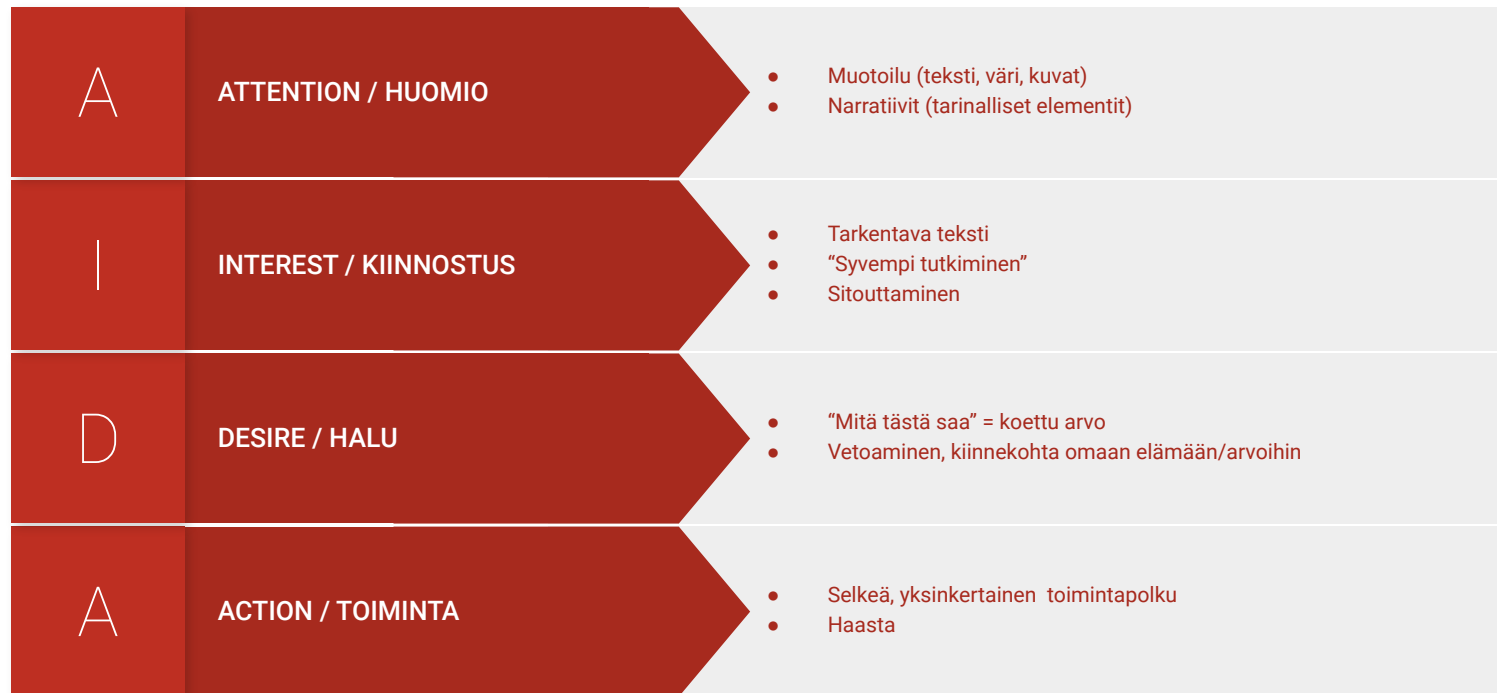 A
ATTENTION / HUOMIO
● Muotoilu (teksti, väri, kuvat)
● Narratiivit (tarinalliset elementit)
I
INTEREST / KIINNOSTUS
● Tarkentava teksti
● “Syvempi tutkiminen”
● Sitouttaminen
D
DESIRE / HALU
● “Mitä tästä saa” = koettu arvo
● Vetoaminen, kiinnekohta omaan elämään/arvoihin
A
ACTION / TOIMINTA
● Selkeä, yksinkertainen  toimintapolku
● Haasta